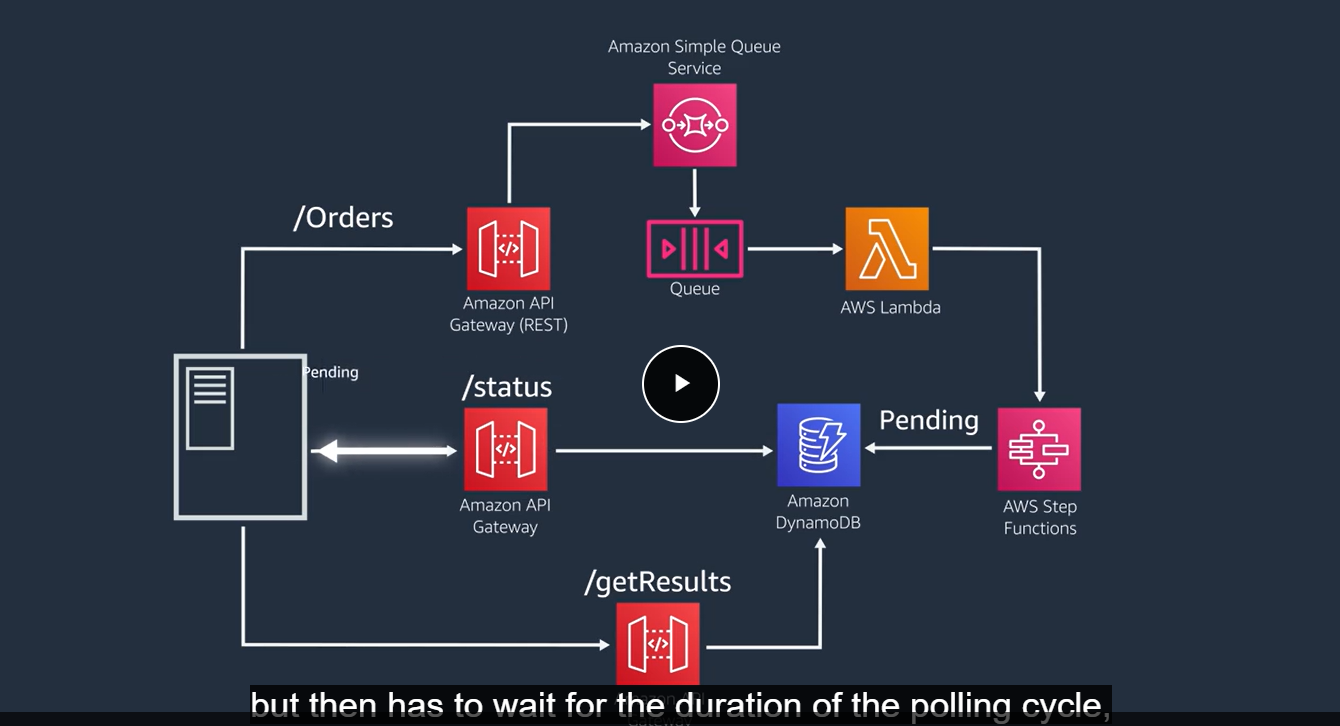 Amazon Simple Queue
Service
/Orders
Amazon API
Gateway (REST)
Queue
AWS Lambda
Pending
/status
Pending
Amazon API
Gateway
Amazon
DynamoDB
AWS Step
Functions
/getResults
but then has to wait for the duration of the polling cycle,